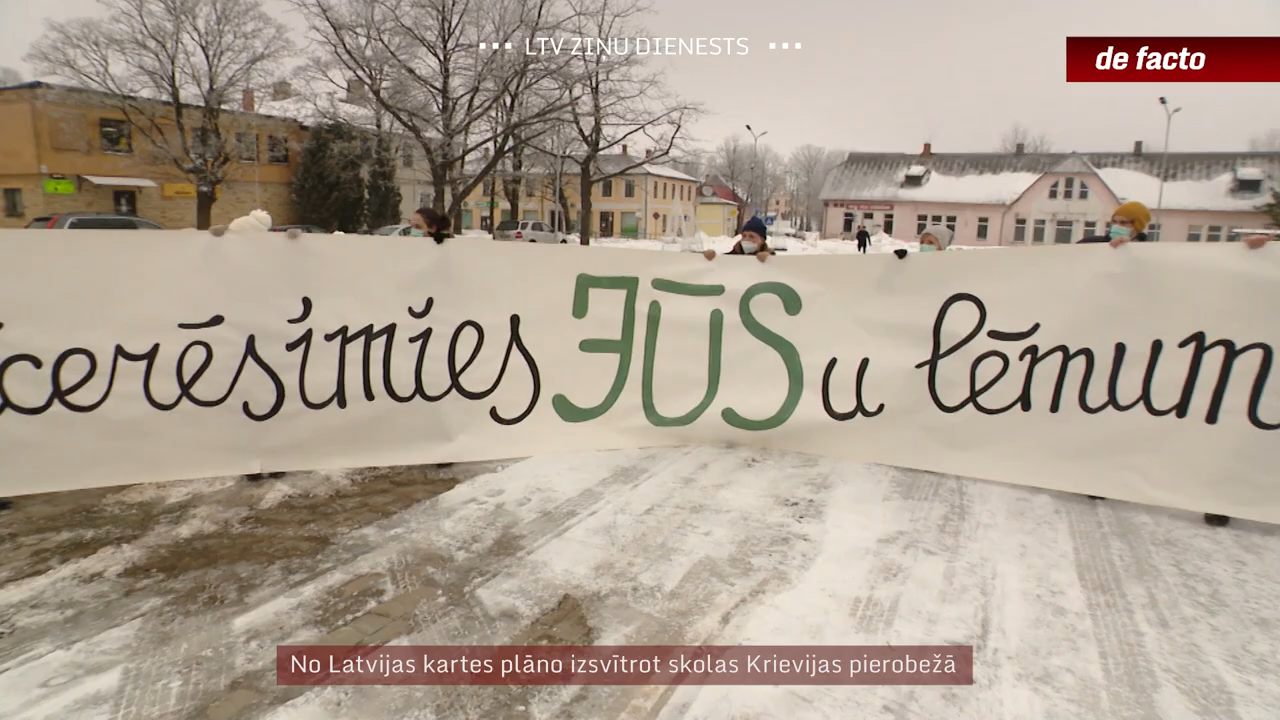 LTV ZIŅU DIENESTS
de facto
cerēsimies JŪSu lēmum
No Latvijas kartes plāno izsvītrot skolas Krievijas pierobežā